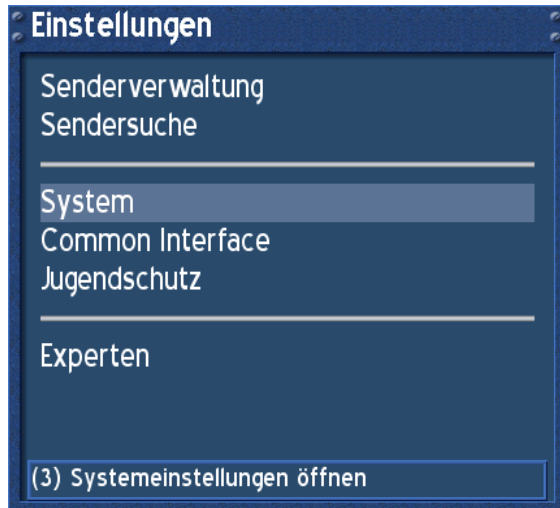 Einstellungen
Senderverwaltung
Sendersuche
System
Common Interface
Jugendschutz
Experten
(3) Systemeinstellungen öffnen